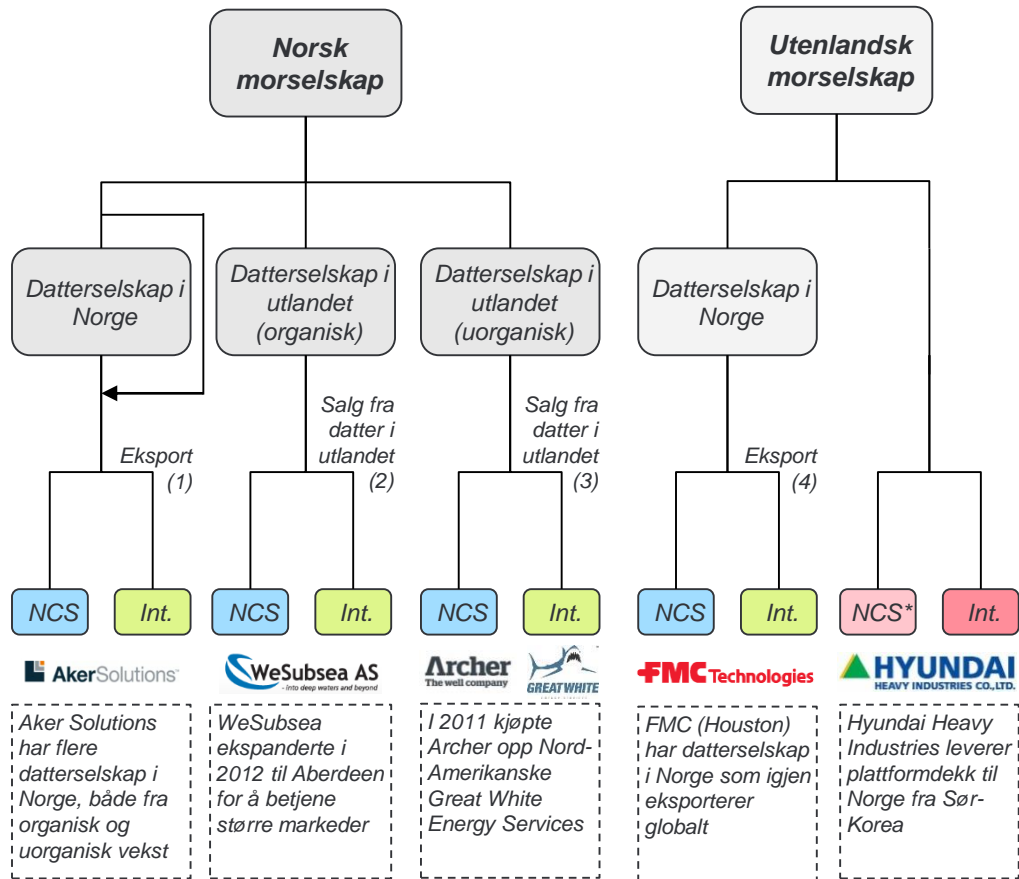 Norsk
morselskap
Utenlandsk
morselskap
Datterselskap i
Norge
Datterselskap i
utlandet
(organisk)
Datterselskap i
utlandet
(uorganisk)
Datterselskap i
Norge
Eksport
(1)
Salg fra
datter i
utlandet
(2)
Salg fra
datter i
utlandet
(3)
Eksport
(4)
NCS
Int.
NCS
Int.
NCS
Int.
NCS
Int.
NCS*
Int.
AkerSolutions™
WeSubsea AS
- into deep waters and beyond
Archer
The well company
GREAT WHITE
FMC Technologies
HYUNDAI
HEAVY INDUSTRIES CO.,LTD.
Aker Solutions
har flere
datterselskap i
Norge, både fra
organisk og
uorganisk vekst
WeSubsea
ekspanderte i
2012 til Aberdeen
for å betjene
større markeder
I 2011 kjøpte
Archer opp Nord-
Amerikanske
Great White
Energy Services
FMC (Houston)
har datterselskap
i Norge som igjen
eksporterer
globalt
Hyundai Heavy
Industries leverer
plattformdekk til
Norge fra Sør-
Korea